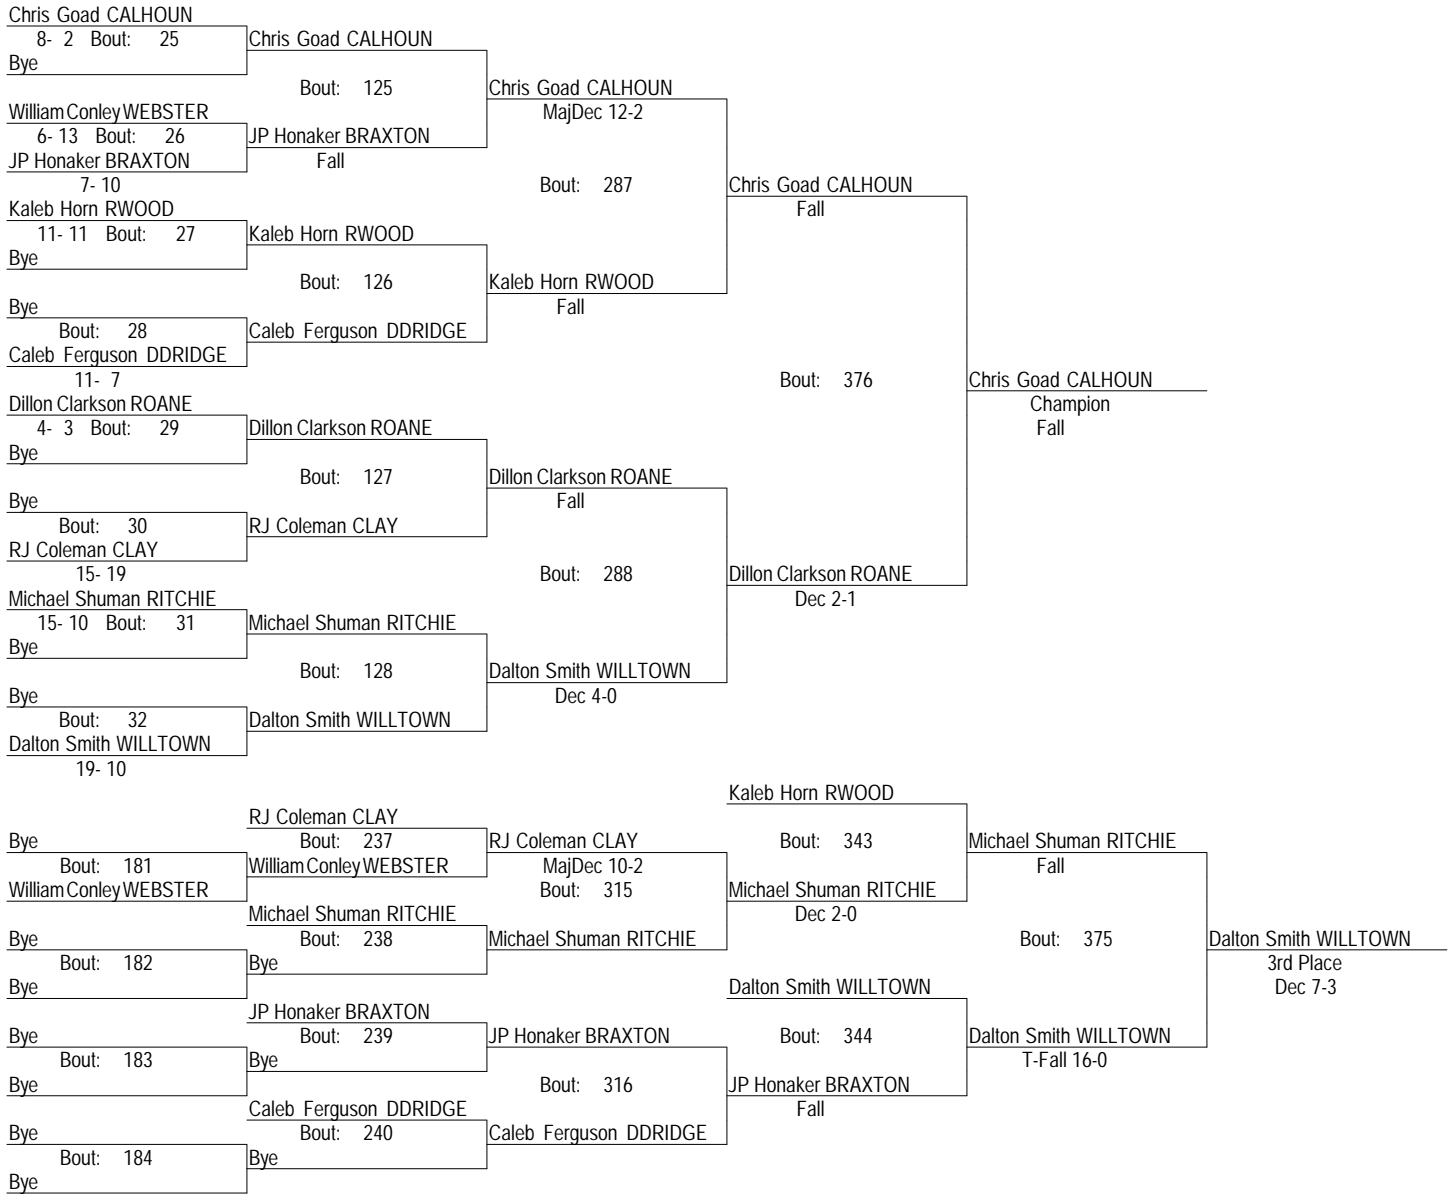 Chris Goad CALHOUN
8- 2 Bout: 25 Chris Goad CALHOUN
Bye
Bout: 125 Chris Goad CALHOUN
William Conley WEBSTER MajDec 12-2
6- 13 Bout: 26 JP Honaker BRAXTON
JP Honaker BRAXTON Fall
7- 10 Bout: 287 Chris Goad CALHOUN
Kaleb Horn RWOOD Fall
11- 11 Bout: 27 Kaleb Horn RWOOD
Bye
Bout: 126 Kaleb Horn RWOOD
Bye Fall
Bout: 28 Caleb Ferguson DDRIDGE
Caleb Ferguson DDRIDGE
11- 7 Bout: 376 Chris Goad CALHOUN
Dillon Clarkson ROANE Champion
4- 3 Bout: 29 Dillon Clarkson ROANE Fall
Bye
Bout: 127 Dillon Clarkson ROANE
Bye Fall
Bout: 30 RJ Coleman CLAY
RJ Coleman CLAY
15- 19 Bout: 288 Dillon Clarkson ROANE
Michael Shuman RITCHIE Dec 2-1
15- 10 Bout: 31 Michael Shuman RITCHIE
Bye
Bout: 128 Dalton Smith WILLTOWN
Bye Dec 4-0
Bout: 32 Dalton Smith WILLTOWN
Dalton Smith WILLTOWN
19- 10
Kaleb Horn RWOOD
RJ Coleman CLAY
Bye Bout: 237 RJ Coleman CLAY Bout: 343 Michael Shuman RITCHIE
Bout: 181 William Conley WEBSTER MajDec 10-2 Fall
William Conley WEBSTER Bout: 315 Michael Shuman RITCHIE
Michael Shuman RITCHIE Dec 2-0
Bye Bout: 238 Michael Shuman RITCHIE Bout: 375 Dalton Smith WILLTOWN
Bout: 182 Bye 3rd Place
Bye Dalton Smith WILLTOWN Dec 7-3
JP Honaker BRAXTON
Bye Bout: 239 JP Honaker BRAXTON Bout: 344 Dalton Smith WILLTOWN
Bout: 183 Bye T-Fall 16-0
Bye Bout: 316 JP Honaker BRAXTON
Caleb Ferguson DDRIDGE Fall
Bye Bout: 240 Caleb Ferguson DDRIDGE
Bout: 184 Bye
Bye